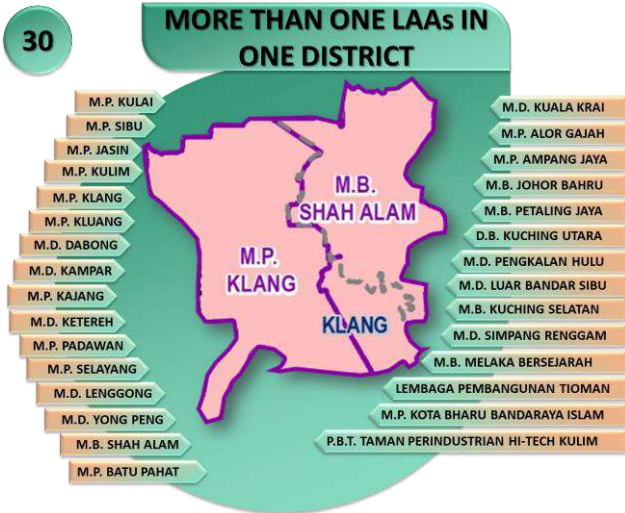 30
MORE THAN ONE LAAs IN
ONE DISTRICT
M.P. KULAI
M.P. SIBU
M.P. JASIN
M.P. KULIM
M.P. KLANG
M.P. KLUANG
M.D. DABONG
M.D. KAMPAR
M.P. KAJANG
M.D. KETEREH
M.P. PADAWAN
M.P. SELAYANG
M.D. LENGGONG
M.D. YONG PENG
M.B. SHAH ALAM
M.P. BATU PAHAT
M.B.
SHAH ALAM
M.P.
KLANG
KLANG
M.D. KUALA KRAI
M.P. ALOR GAJAH
M.P. AMPANG JAYA
M.B. JOHOR BAHRU
M.B. PETALING JAYA
D.B. KUCHING UTARA
M.D. PENGKALAN HULU
M.D. LUAR BANDAR SIBU
M.B. KUCHING SELATAN
M.D. SIMPANG RENGGAM
M.B. MELAKA BERSEJARAH
LEMBAGA PEMBANGUNAN TIOMAN
M.P. KOTA BHARU BANDARAYA ISLAM
P.B.T. TAMAN PERINDUSTRIAN HI-TECH KULIM